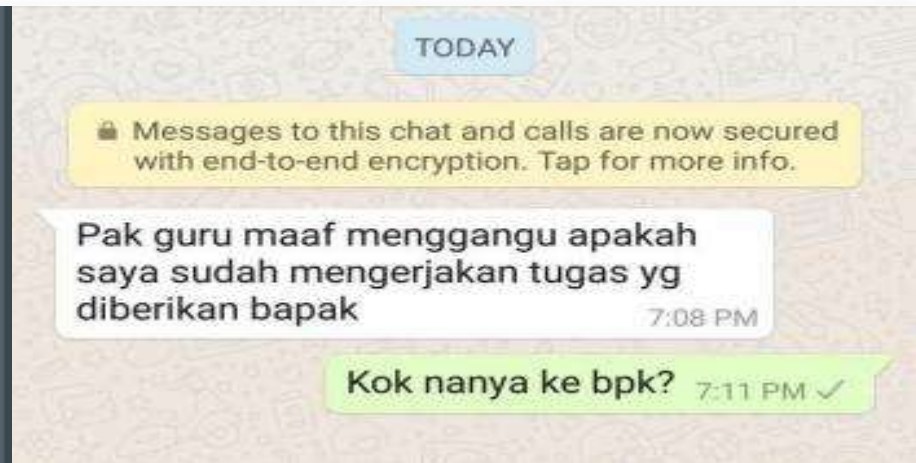 TODAY
Messages to this chat and calls are now secured
with end-to-end encryption. Tap for more info.
Pak guru maaf menggangu apakah
saya sudah mengerjakan tugas yg
diberikan bapak
7:08 PM
Kok nanya ke bpk? 7:11 PM